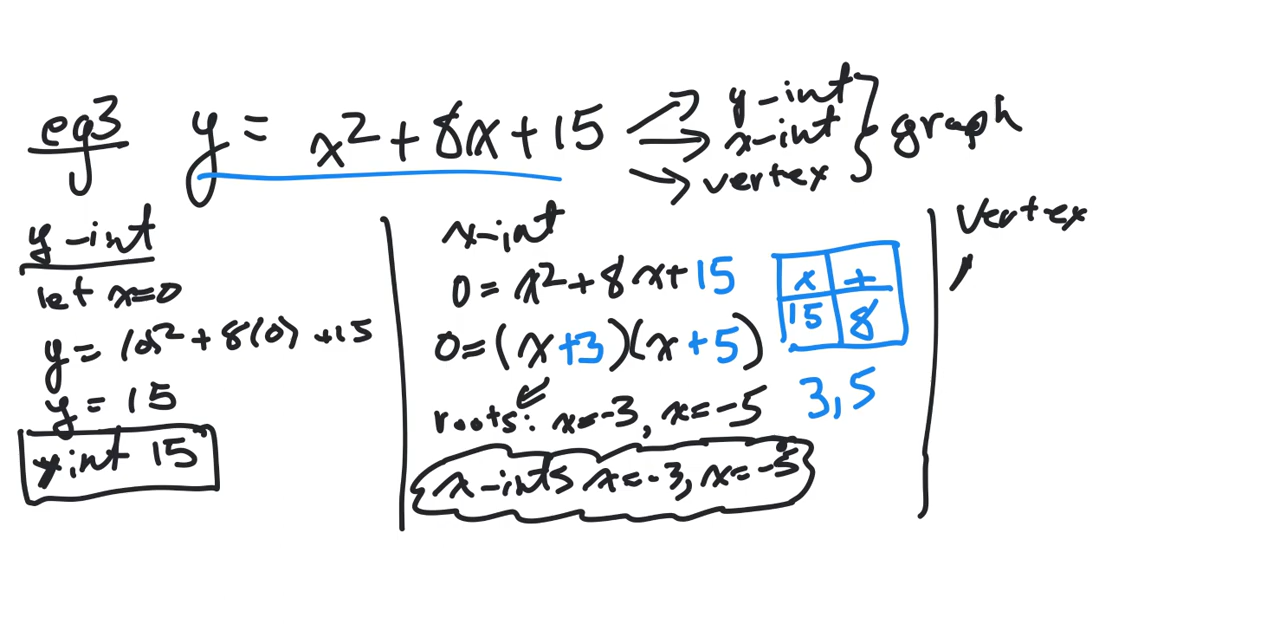 eg3 y = x² + 8x + 15 → y-int
→ x-int } graph
→ vertex
y-int
let x=0
y = (0)² + 8(0) + 15
y = 15
y int 15
x-int
0 = x² + 8x + 15
0 = (x + 3)(x + 5)
roots: x = -3, x = -5
x-ints x = -3, x = -5
x +
15 8
3, 5
Vertex